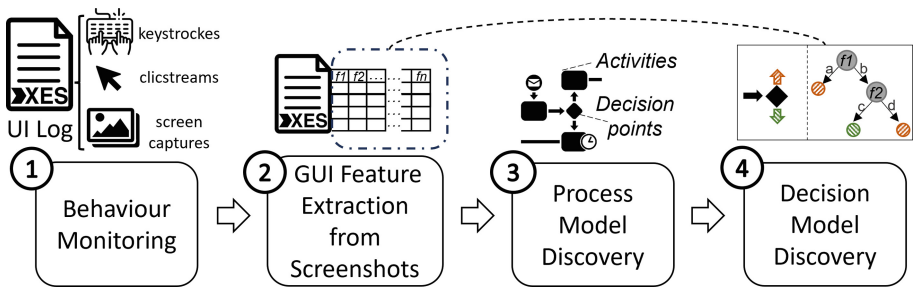 keystrockes
XES
UI Log
clicstreams
screen
captures
XES
f1 f2 ... ... fn
Activities
Decision
points
f1
a b
f2
c d
1
Behaviour
Monitoring
2
GUI Feature
Extraction
from
Screenshots
3
Process
Model
Discovery
4
Decision
Model
Discovery